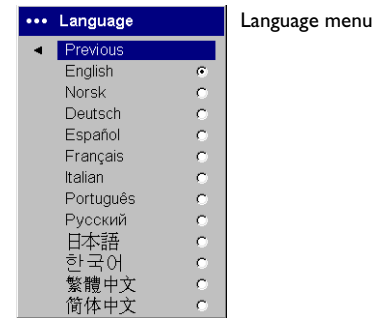 ••• Language
Language menu
Previous
English
Norsk
Deutsch
Español
Français
Italian
Português
Русский
日本語
한국어
繁體中文
简体中文